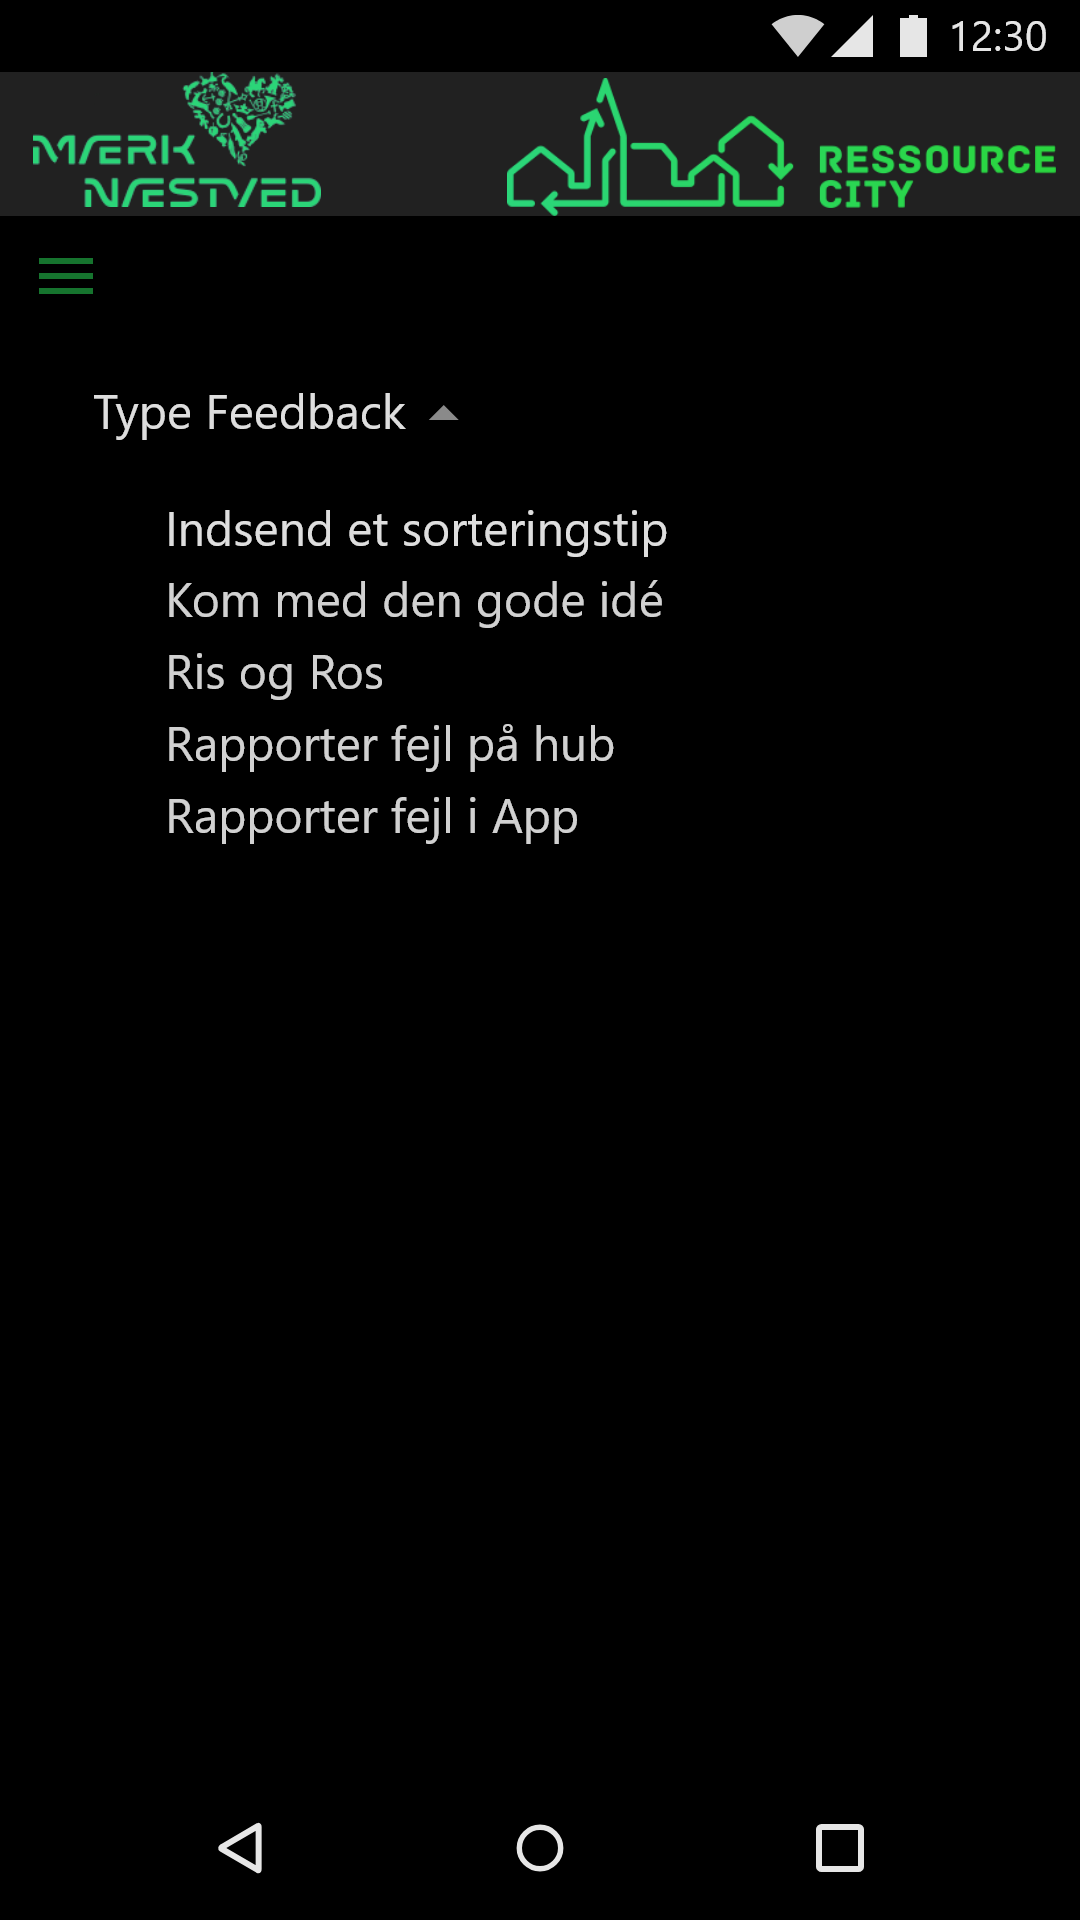 12:30
MÆRK
NÆSTVED
RESSOURCE
CITY
Type Feedback
Indsend et sorteringstip
Kom med den gode idé
Ris og Ros
Rapporter fejl på hub
Rapporter fejl i App